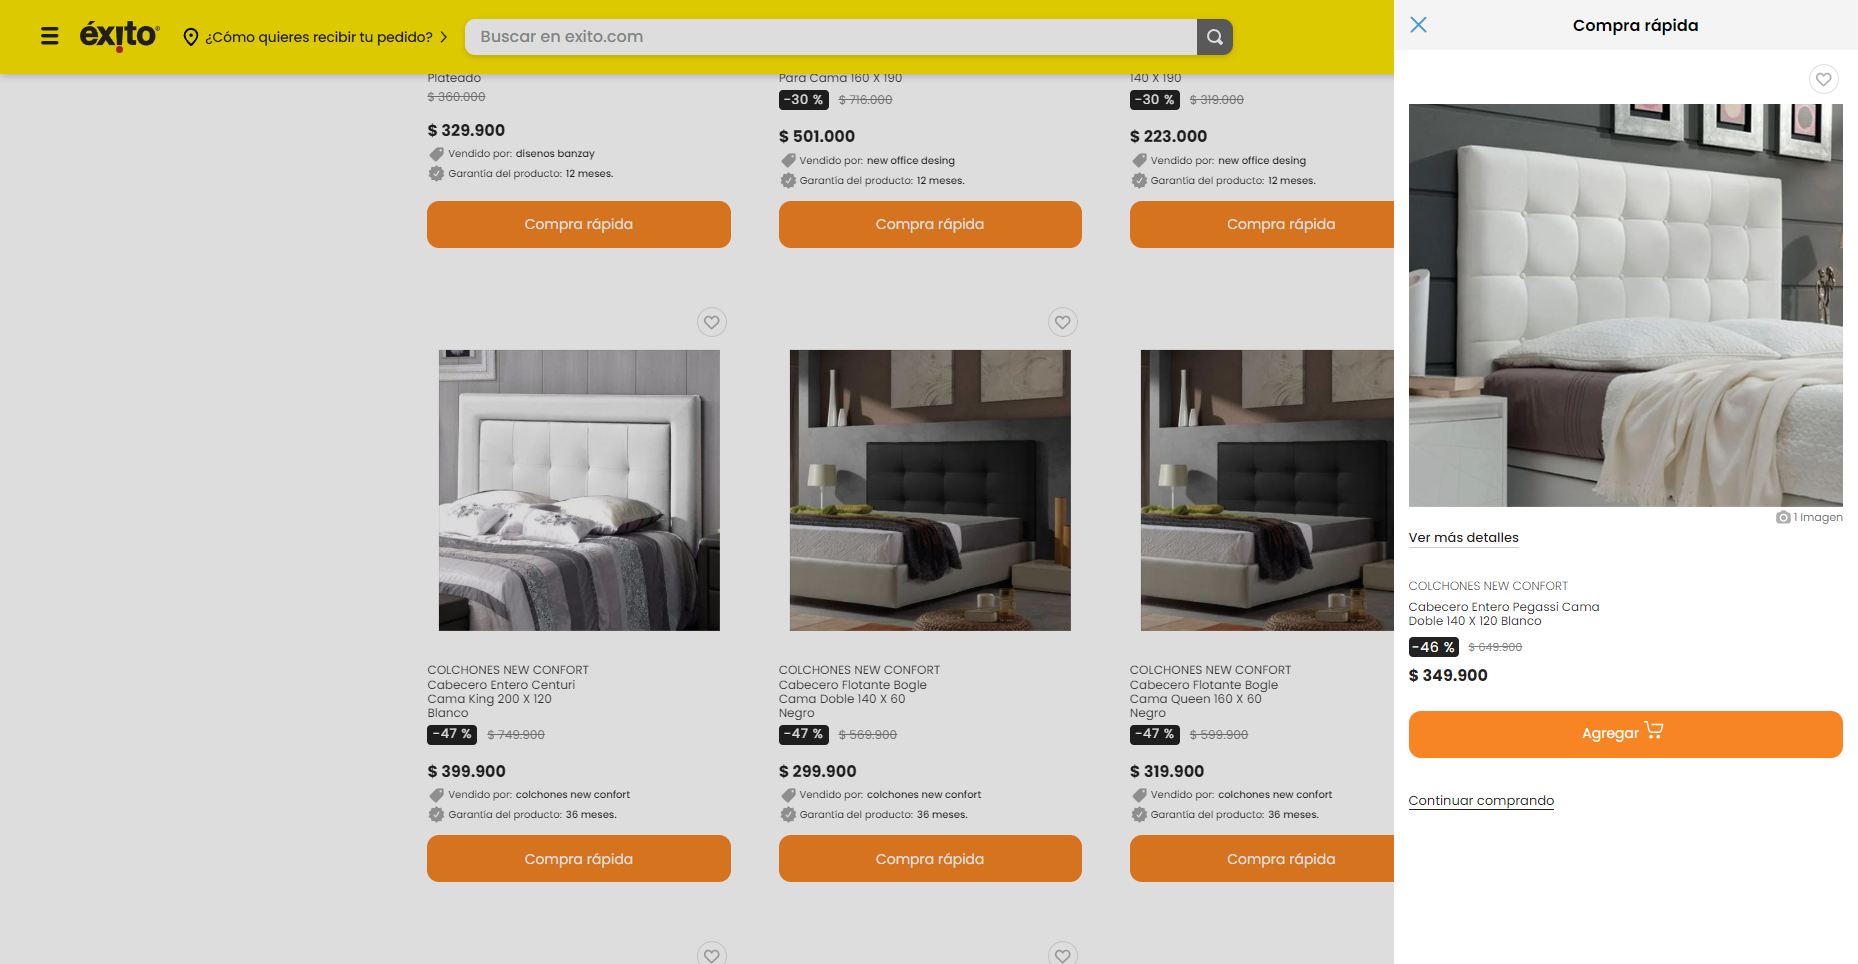 éxito
¿Cómo quieres recibir tu pedido?
Buscar en exito.com
Plateado
$ 360.000
$ 329.900
Vendido por: disenos banzay
Garantía del producto: 12 meses.
Compra rápida
Para Cama 160 X 190
-30 % $ 716.000
$ 501.000
Vendido por: new office desing
Garantía del producto: 12 meses.
Compra rápida
140 X 190
-30 % $ 319.000
$ 223.000
Vendido por: new office desing
Garantía del producto: 12 meses.
Compra rápida
COLCHONES NEW CONFORT
Cabecero Entero Centuri
Cama King 200 X 120
Blanco
-47 % $ 749.900
$ 399.900
Vendido por: colchones new confort
Garantía del producto: 36 meses.
Compra rápida
COLCHONES NEW CONFORT
Cabecero Flotante Bogle
Cama Doble 140 X 60
Negro
-47 % $ 569.900
$ 299.900
Vendido por: colchones new confort
Garantía del producto: 36 meses.
Compra rápida
COLCHONES NEW CONFORT
Cabecero Flotante Bogle
Cama Queen 160 X 60
Negro
-47 % $ 599.900
$ 319.900
Vendido por: colchones new confort
Garantía del producto: 36 meses.
Compra rápida
Compra rápida
1 Imagen
Ver más detalles
COLCHONES NEW CONFORT
Cabecero Entero Pegassi Cama
Doble 140 X 120 Blanco
-46 % $ 649.900
$ 349.900
Agregar
Continuar comprando